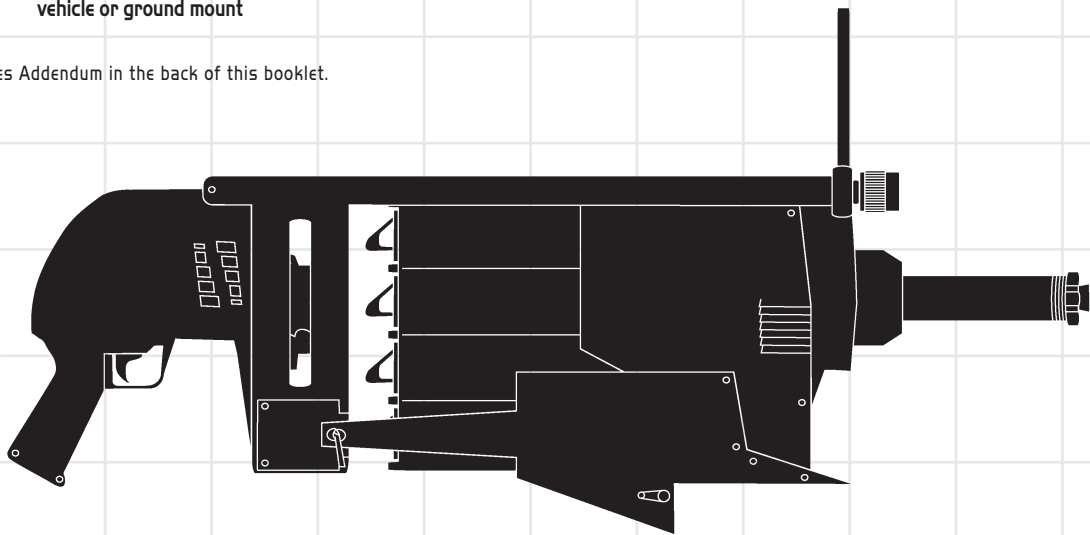 vehicle or ground mount
es Addendum in the back of this booklet.